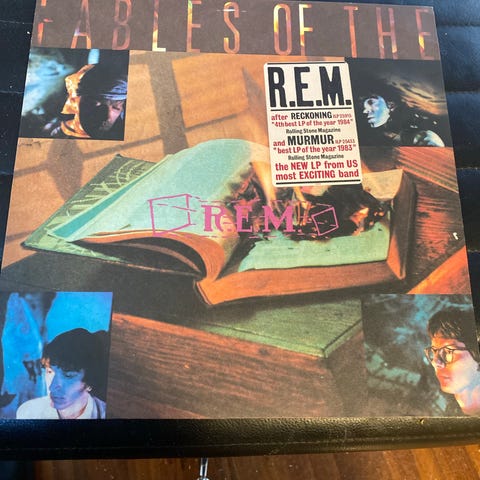 FABLES OF THE
R.E.M.
after RECKONING ILP 25915
"4th best LP of the year 1984"
Rolling Stone Magazine
and MURMUR ILP 25433
"best LP of the year 1983"
Rolling Stone Magazine
the NEW LP from US
most EXCITING band
R.E.M.